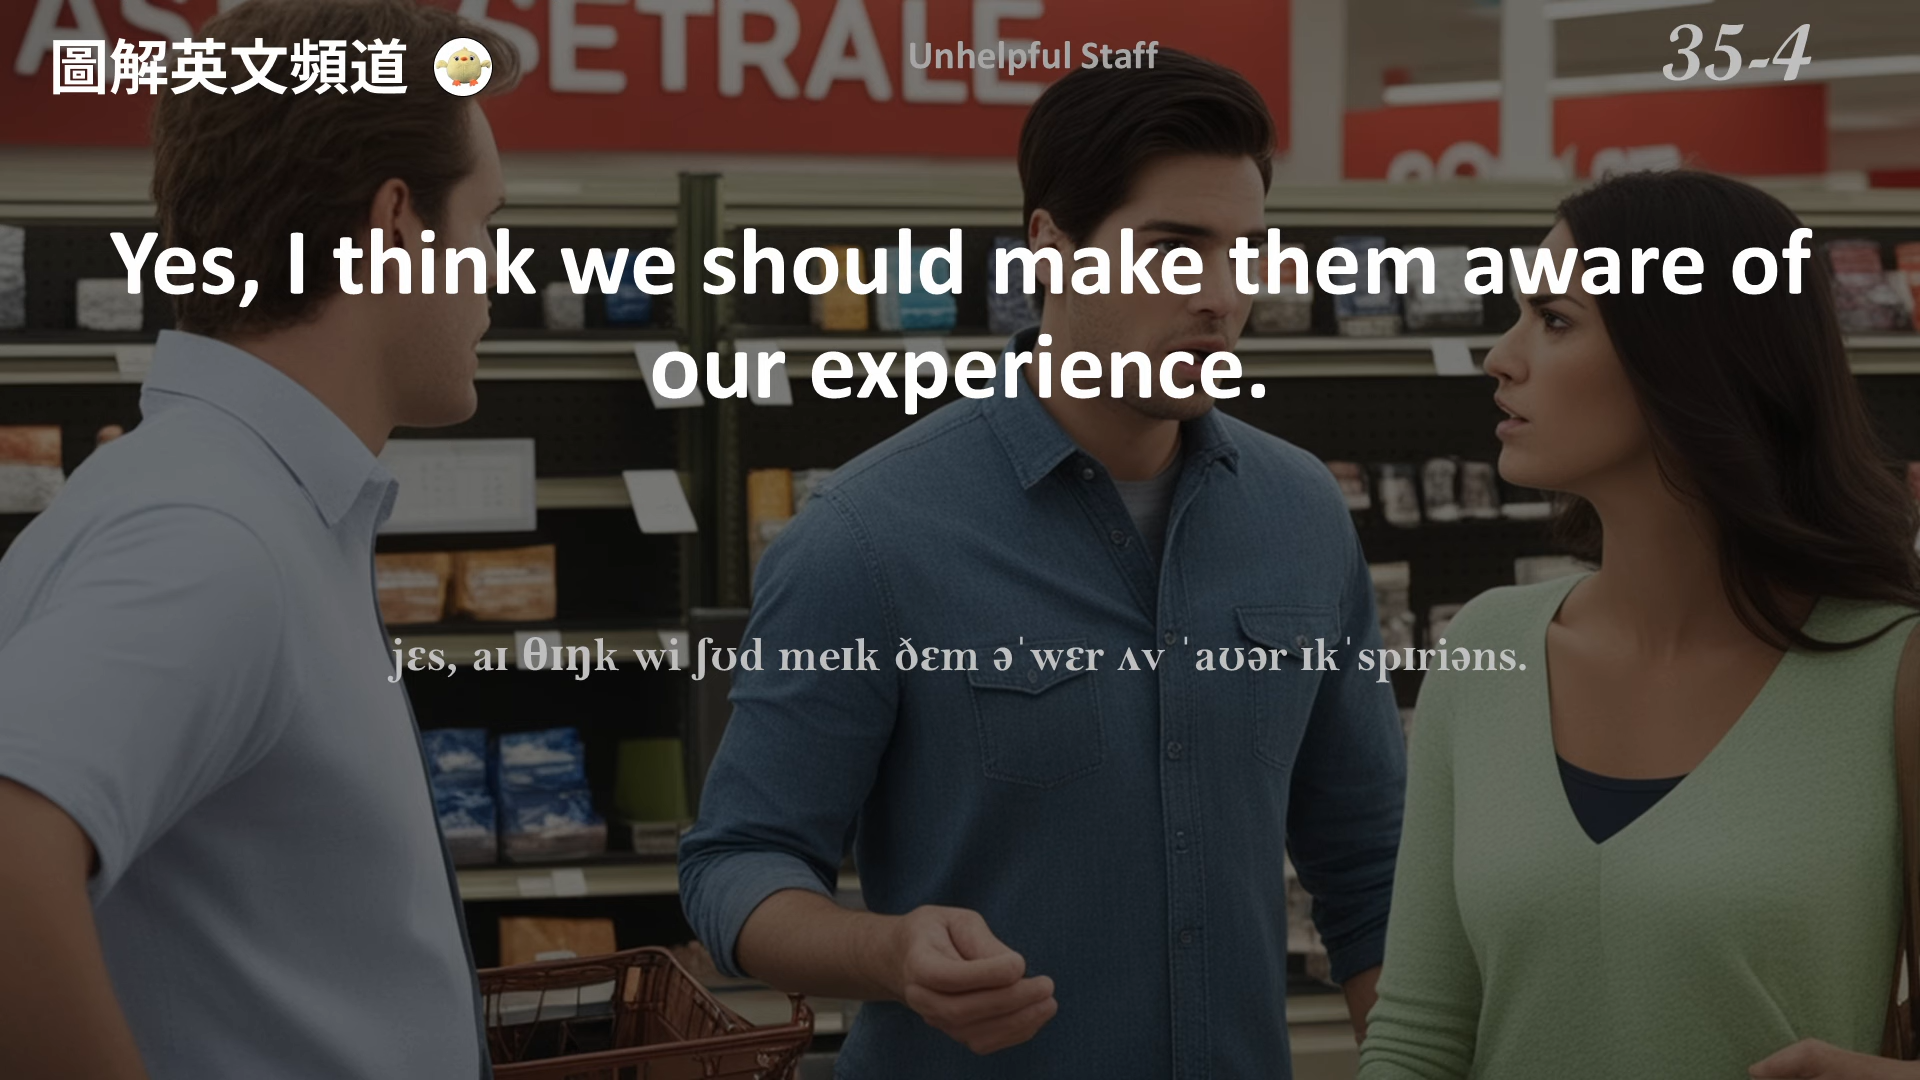 圖解英文頻道
Unhelpful Staff
35-4
SETRALE
Yes, I think we should make them aware of
our experience.
jɛs, aɪ θɪŋk wi ʃʊd meɪk ðɛm əˈwɛr ʌv ˈaʊər ɪkˈspɪriəns.